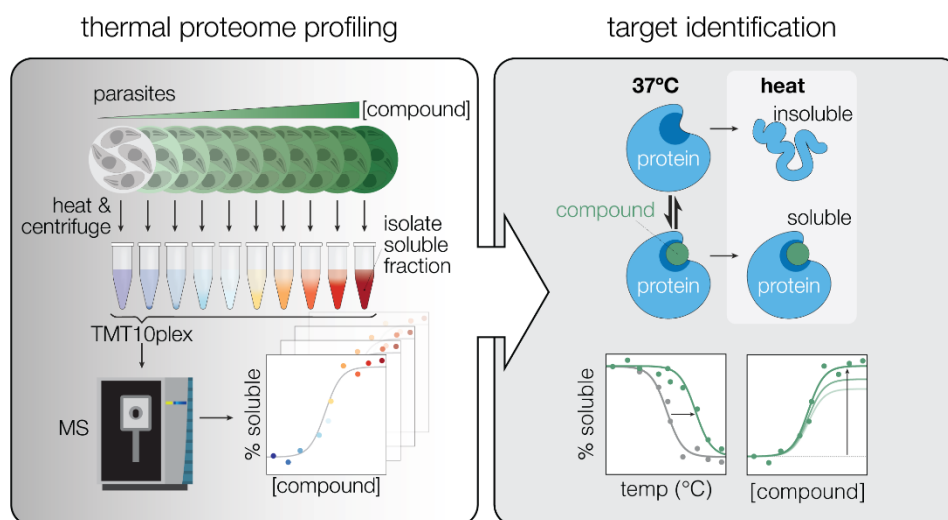 thermal proteome profiling
parasites
[compound]
heat &
centrifuge
isolate
soluble
fraction
TMT10plex
MS
% soluble
[compound]
target identification
37ºC
heat
insoluble
protein
compound
soluble
protein
protein
% soluble
temp (°C)
[compound]